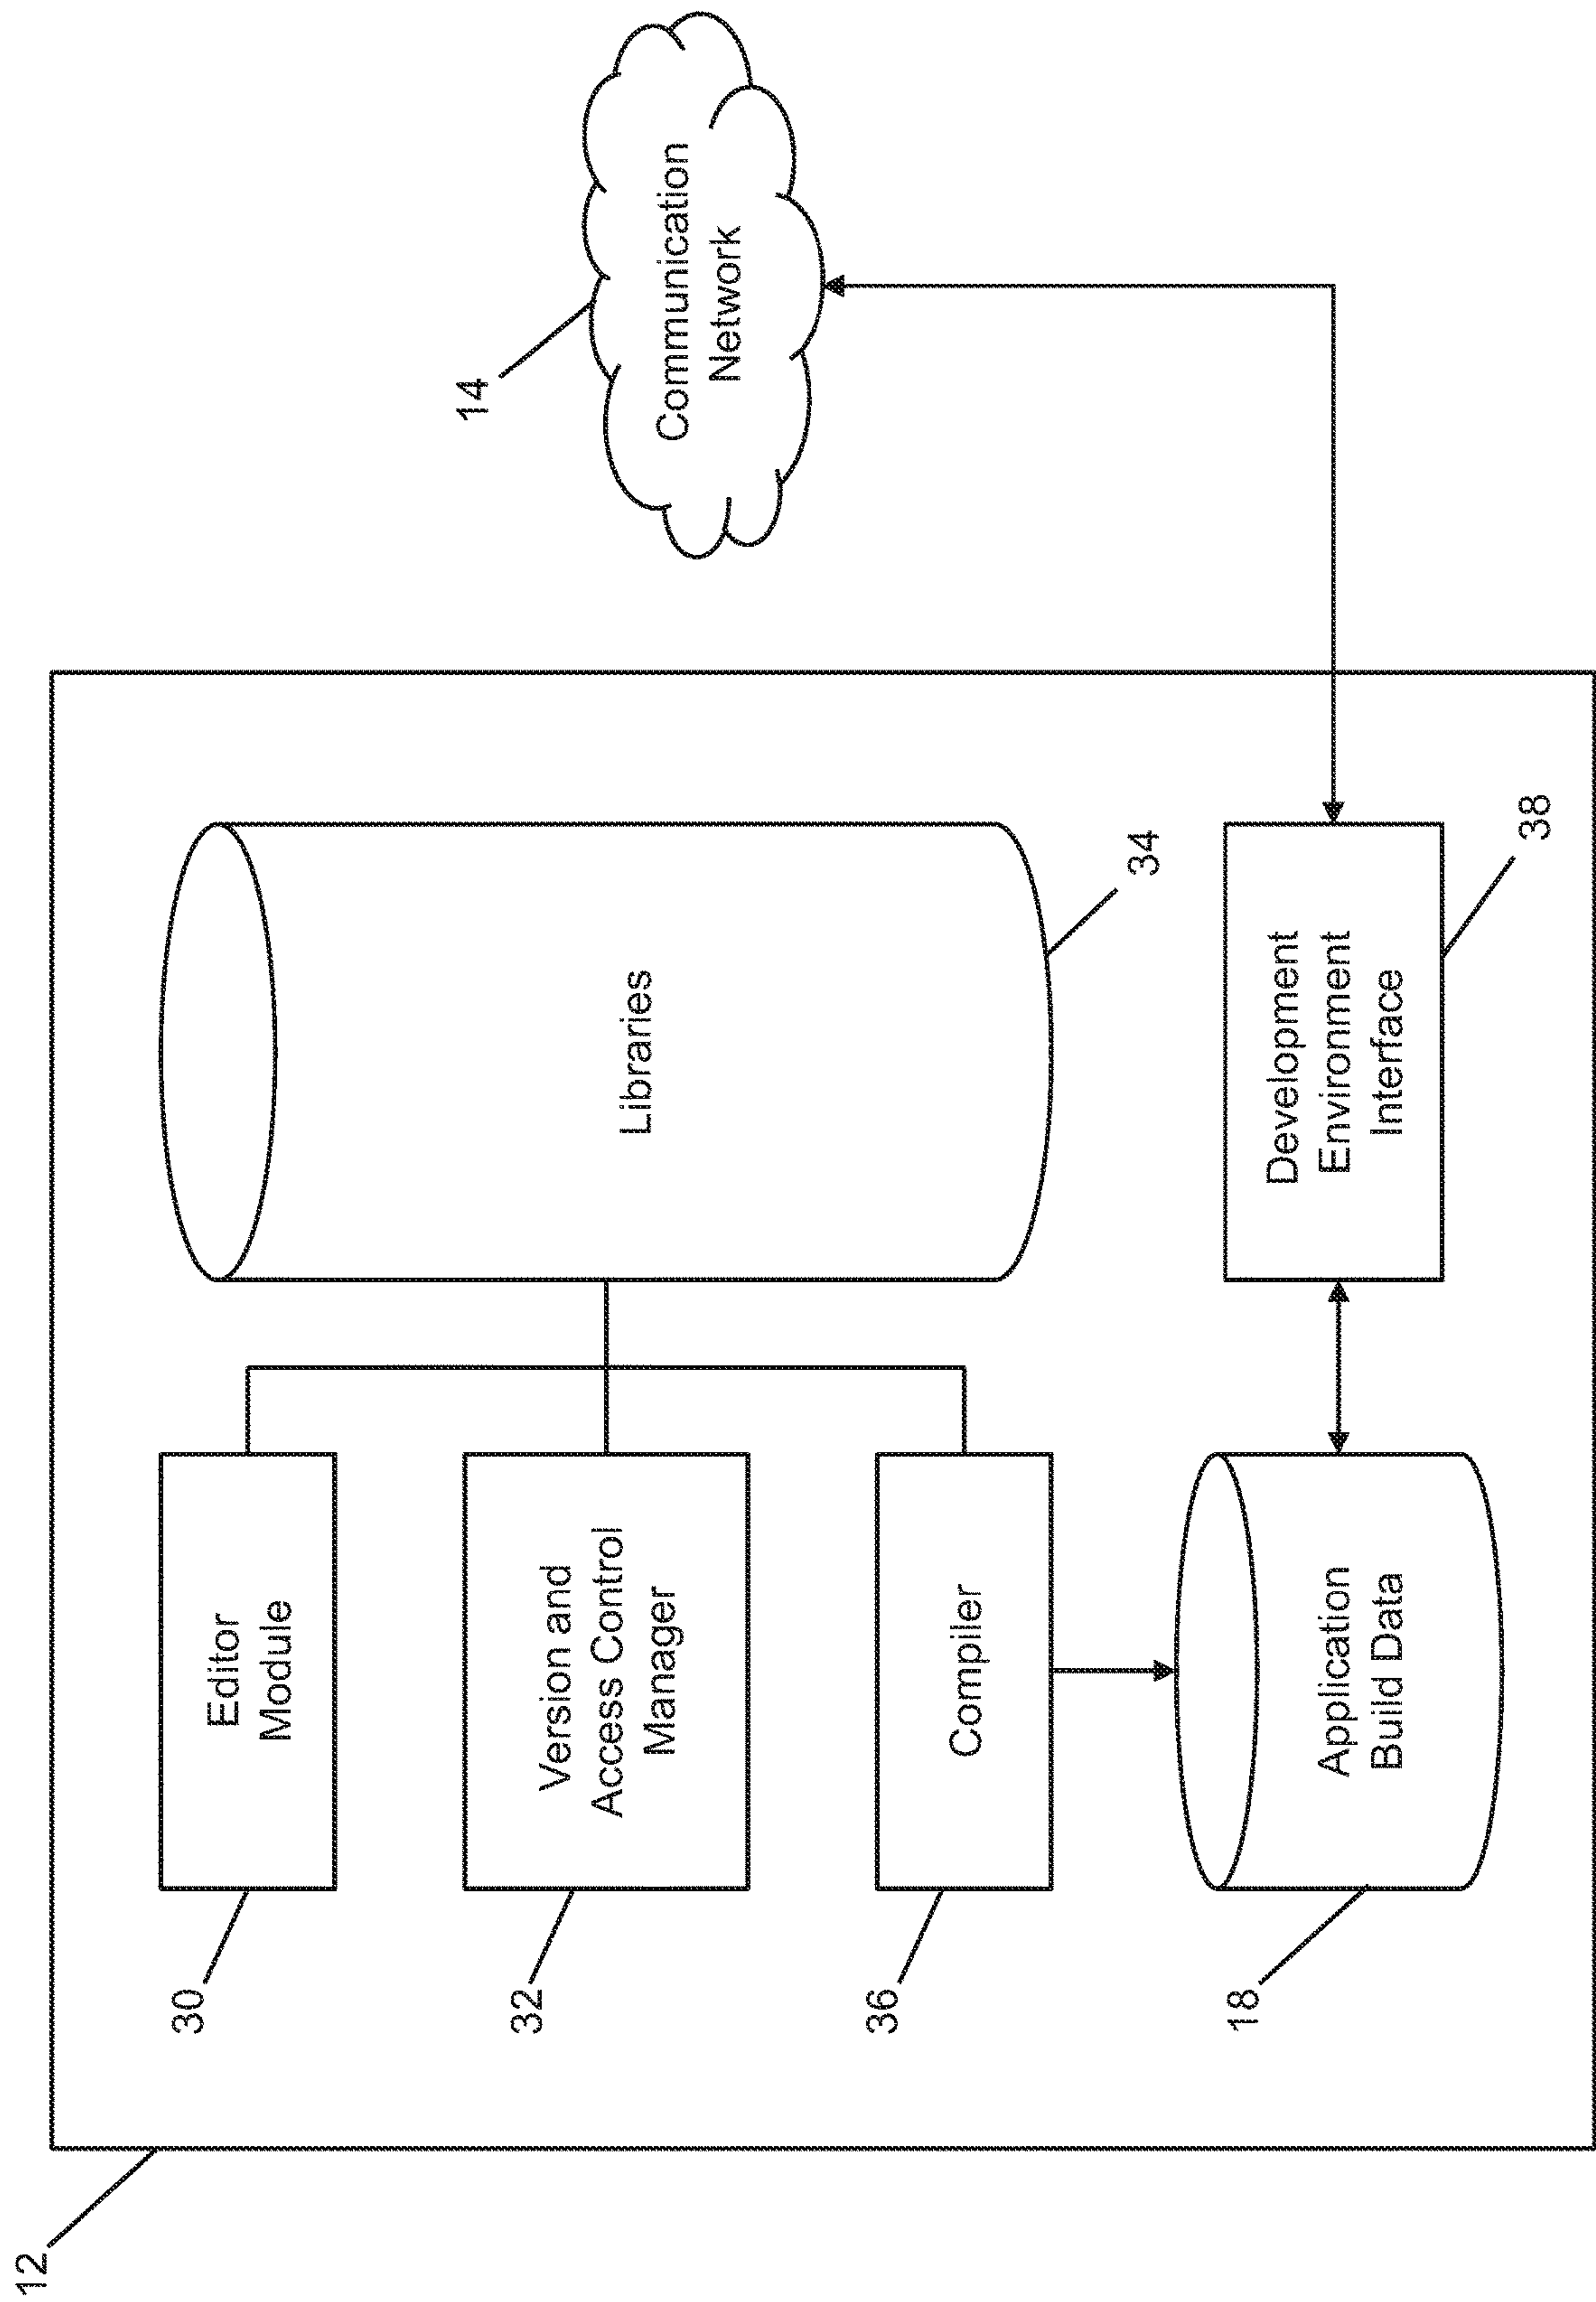 12
30
Editor
Module
32
Version and
Access Control
Manager
36
Compiler
18
Application
Build Data
Libraries
34
Development
Environment
Interface
38
14
Communication
Network